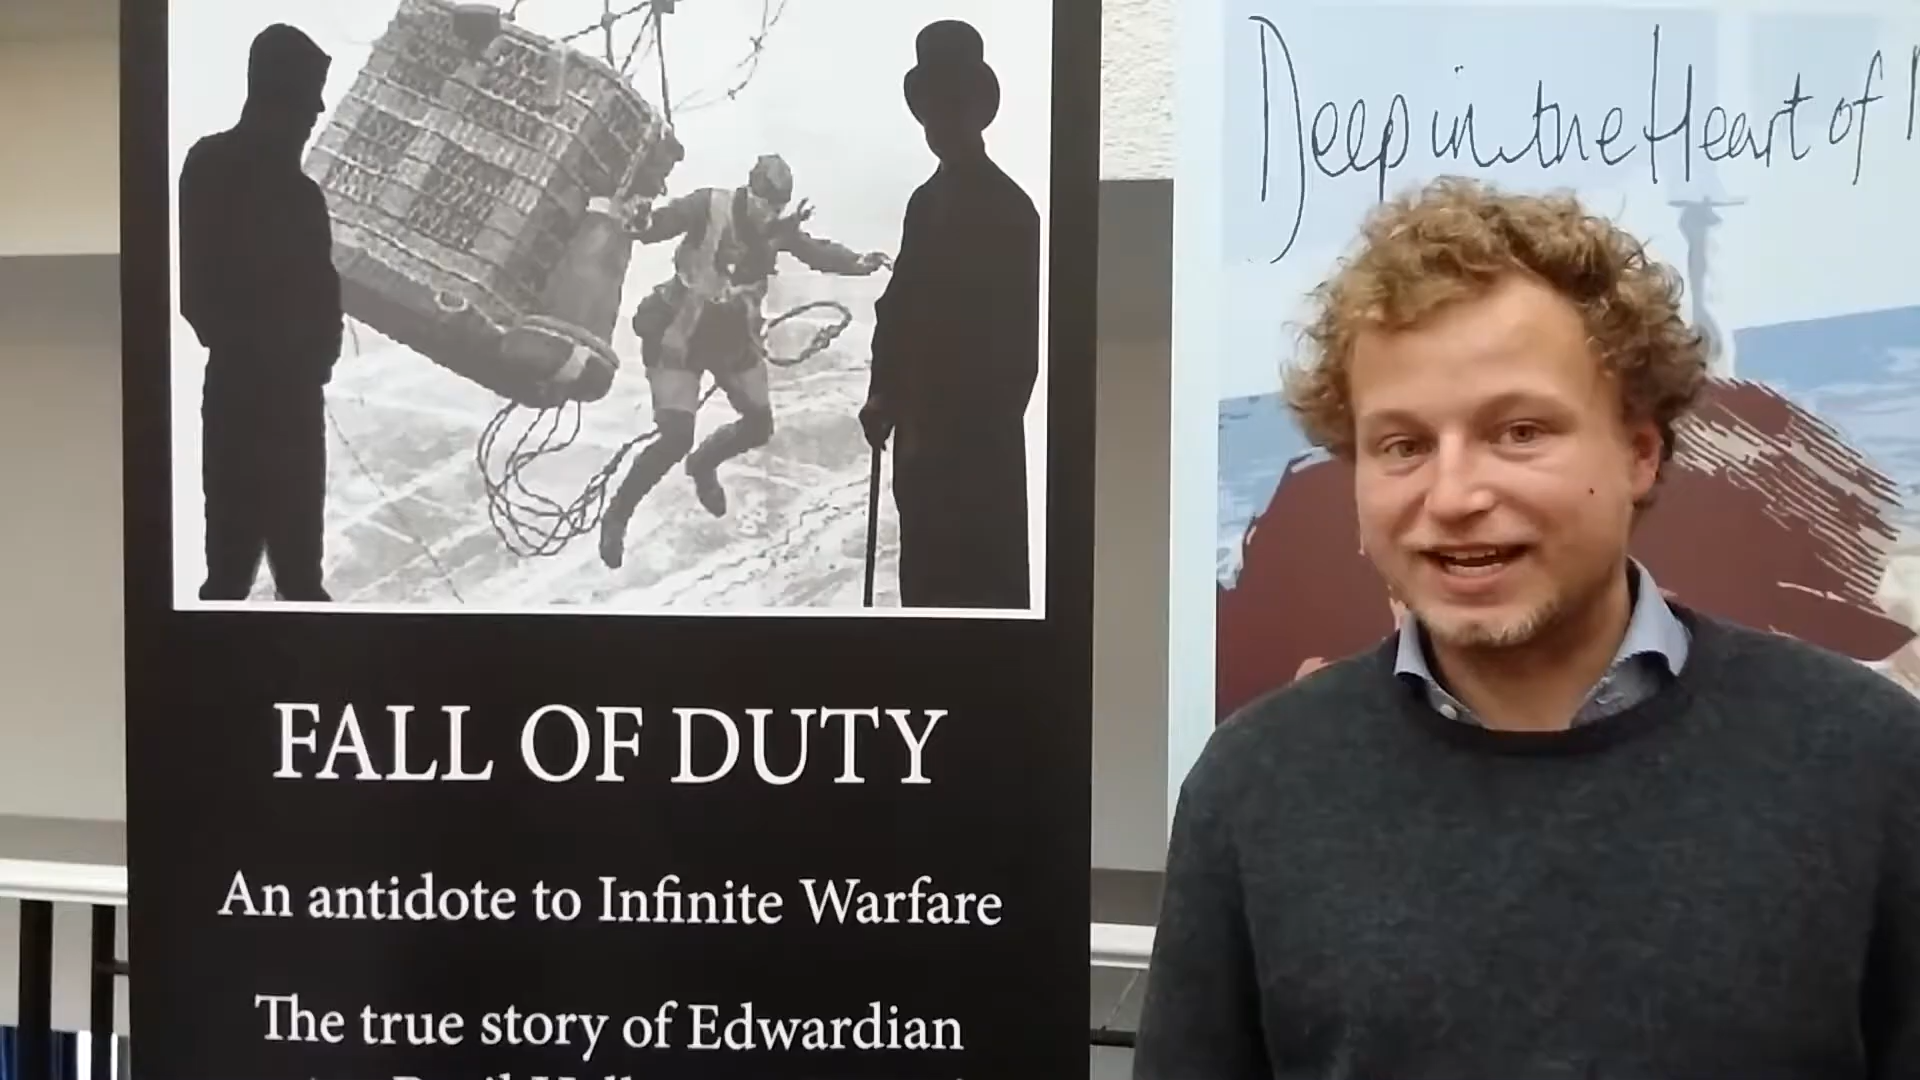 Deep in the Heart of
FALL OF DUTY
An antidote to Infinite Warfare
The true story of Edwardian